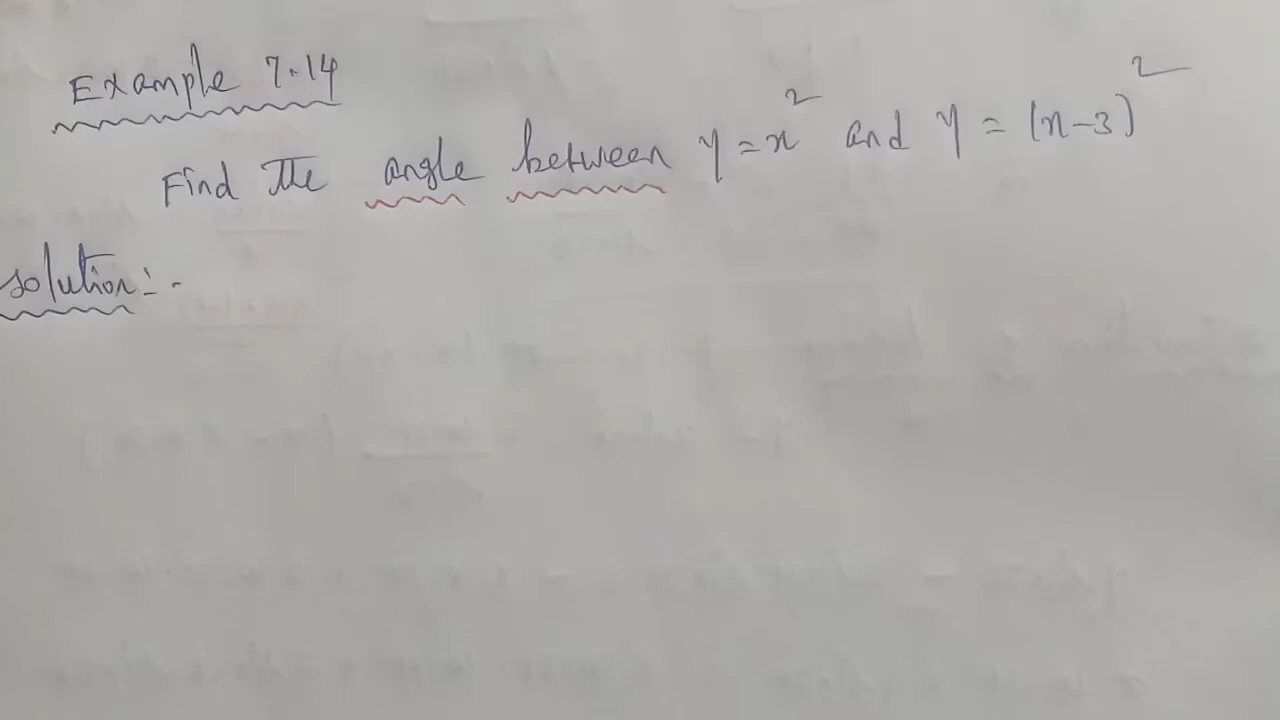 Example 7.14
Find the angle between y = x² and y = (x-3)²
solution:-